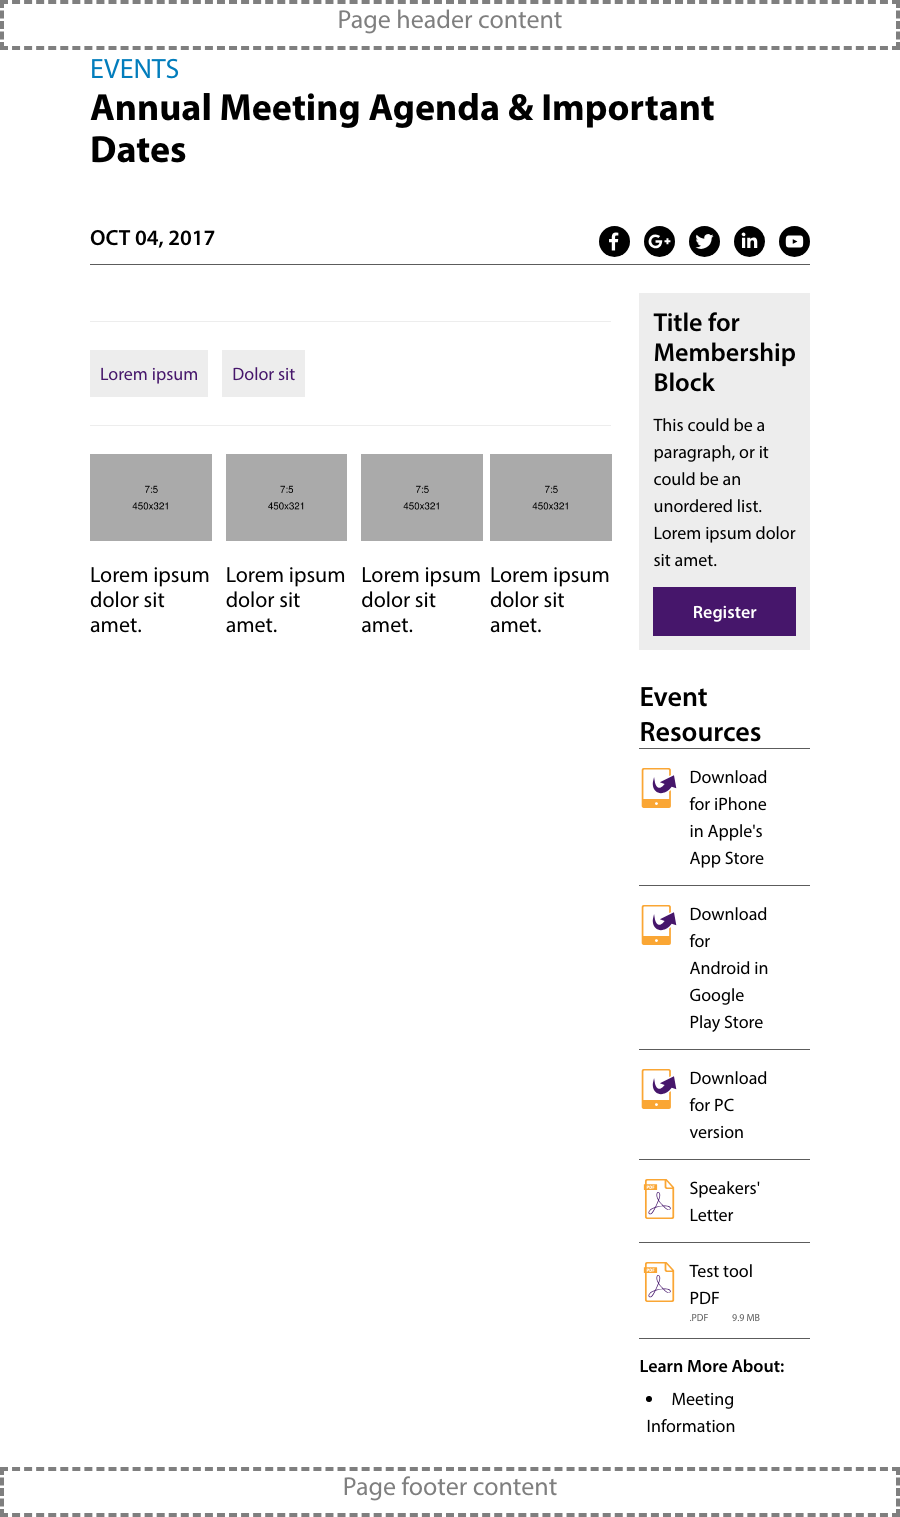 Page header content
EVENTS
Annual Meeting Agenda & Important
Dates
OCT 04, 2017
Lorem ipsum
Dolor sit
7:5
450x321
7:5
450x321
7:5
450x321
7:5
450x321
Lorem ipsum
dolor sit
amet.
Lorem ipsum
dolor sit
amet.
Lorem ipsum
dolor sit
amet.
Lorem ipsum
dolor sit
amet.
Title for
Membership
Block
This could be a
paragraph, or it
could be an
unordered list.
Lorem ipsum dolor
sit amet.
Register
Event
Resources
Download
for iPhone
in Apple's
App Store
Download
for
Android in
Google
Play Store
Download
for PC
version
Speakers'
Letter
Test tool
PDF
.PDF 9.9 MB
Learn More About:
• Meeting
Information
Page footer content